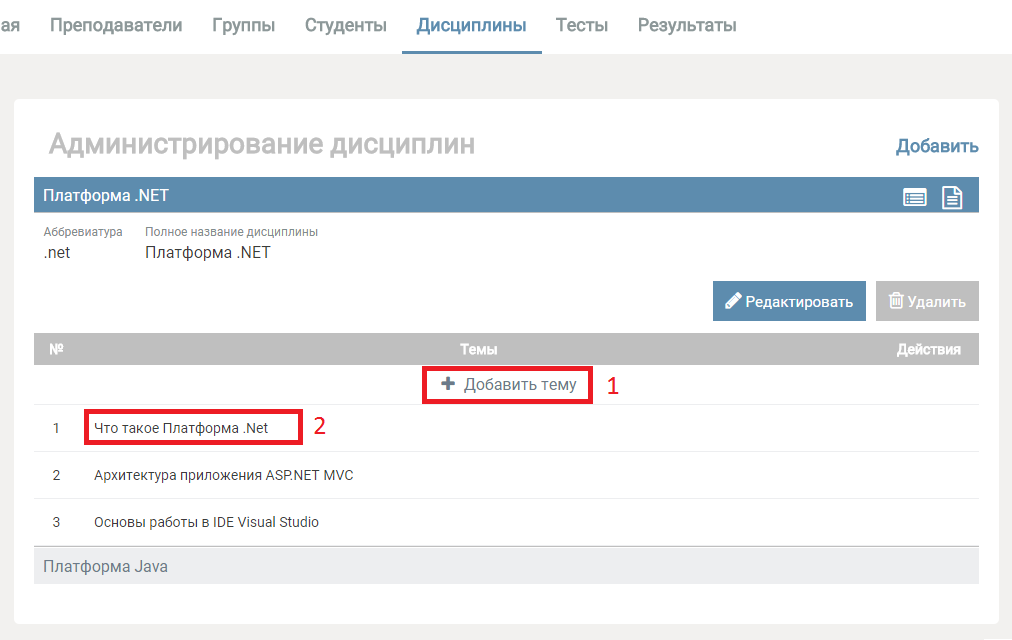 ая Преподаватели Группы Студенты Дисциплины Тесты Результаты
Администрирование дисциплин
Добавить
Платформа .NET
Аббревиатура Полное название дисциплины
.net Платформа .NET
Редактировать Удалить
№ Темы Действия
Добавить тему 1
1 Что такое Платформа .Net 2
2 Архитектура приложения ASP.NET MVC
3 Основы работы в IDE Visual Studio
Платформа Java